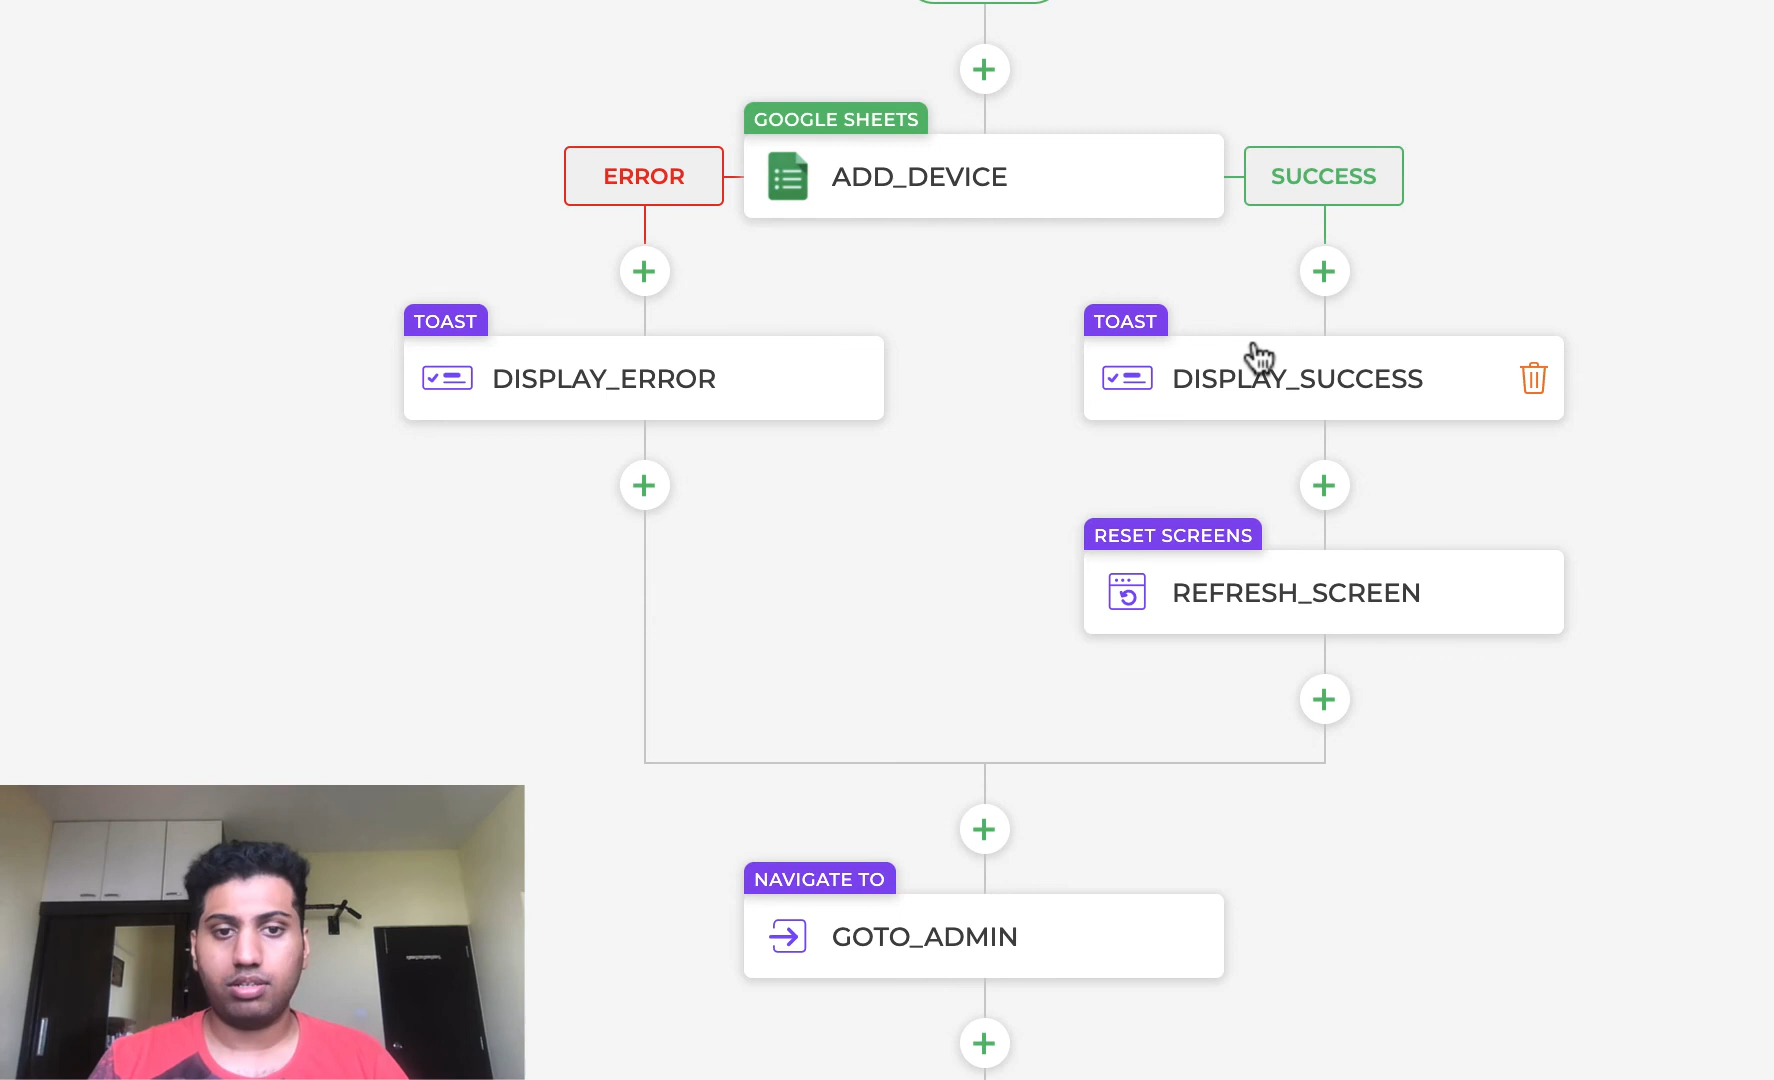 GOOGLE SHEETS
ERROR
ADD_DEVICE
SUCCESS
TOAST
DISPLAY_ERROR
TOAST
DISPLAY_SUCCESS
RESET SCREENS
REFRESH_SCREEN
NAVIGATE TO
GOTO_ADMIN